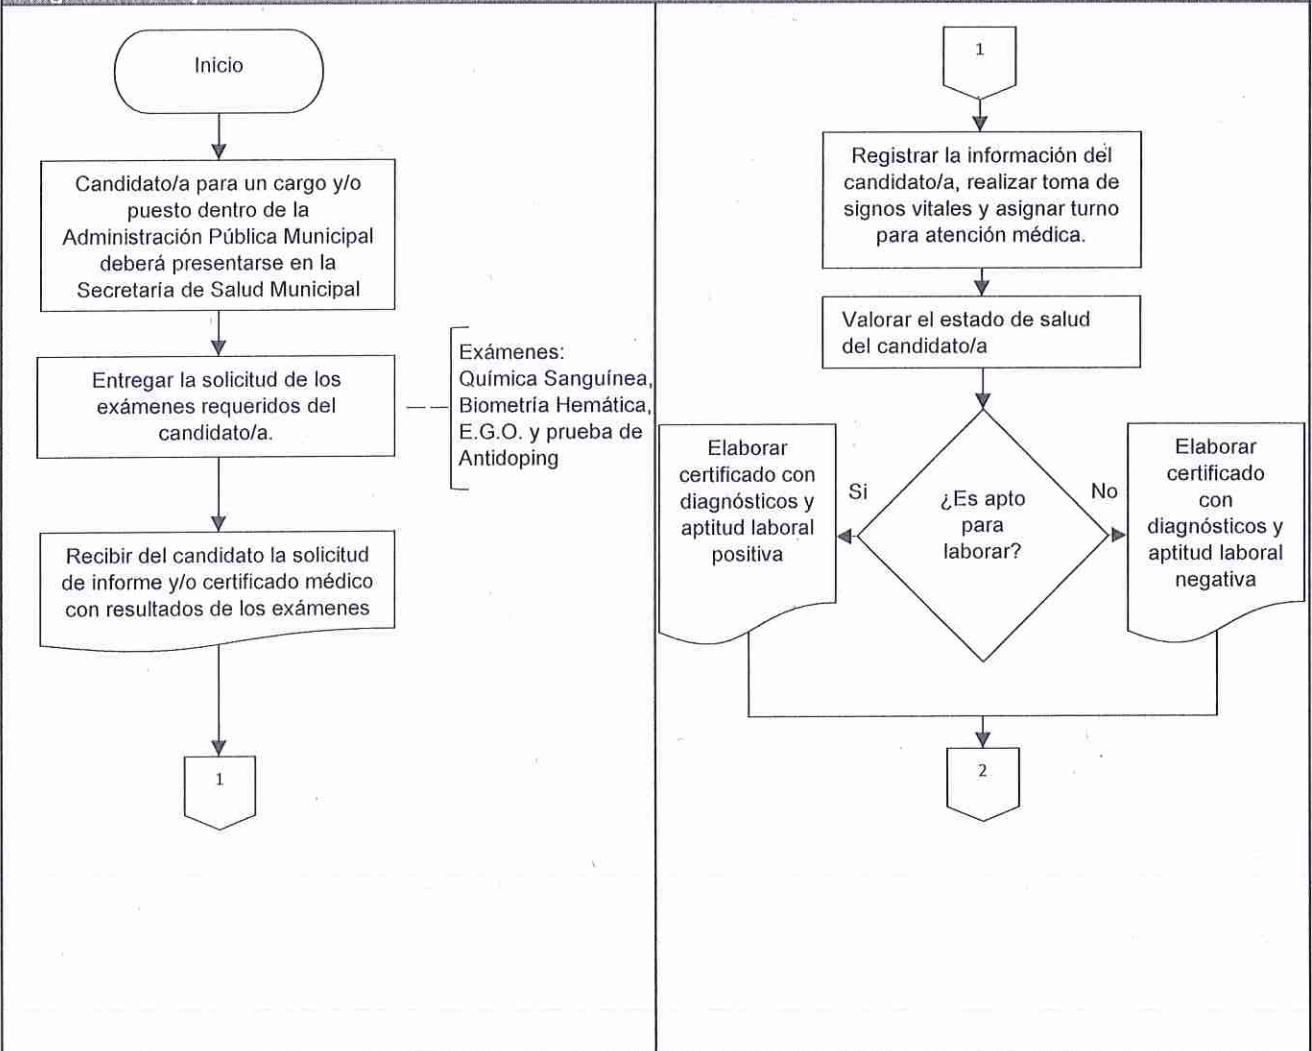 Inicio
Candidato/a para un cargo y/o
puesto dentro de la
Administración Pública Municipal
deberá presentarse en la
Secretaría de Salud Municipal
Entregar la solicitud de los
exámenes requeridos del
candidato/a.
Exámenes:
Química Sanguínea,
Biometría Hemática,
E.G.O. y prueba de
Antidoping
Recibir del candidato la solicitud
de informe y/o certificado médico
con resultados de los exámenes
1
1
Registrar la información del
candidato/a, realizar toma de
signos vitales y asignar turno
para atención médica.
Valorar el estado de salud
del candidato/a
¿Es apto
para
laborar?
Si
Elaborar
certificado con
diagnósticos y
aptitud laboral
positiva
No
Elaborar
certificado
con
diagnósticos y
aptitud laboral
negativa
2